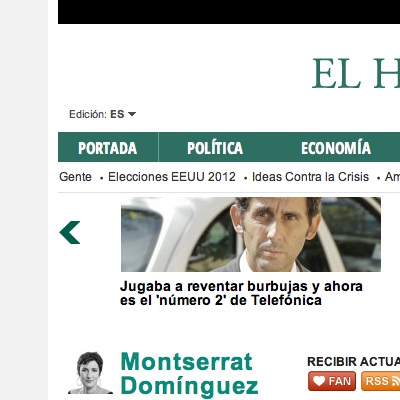 EL H
Edición: ES
PORTADA POLÍTICA ECONOMÍA
Gente • Elecciones EEUU 2012 • Ideas Contra la Crisis • Am
Jugaba a reventar burbujas y ahora
es el 'número 2' de Telefónica
Montserrat
Domínguez
RECIBIR ACTUA
FAN RSS